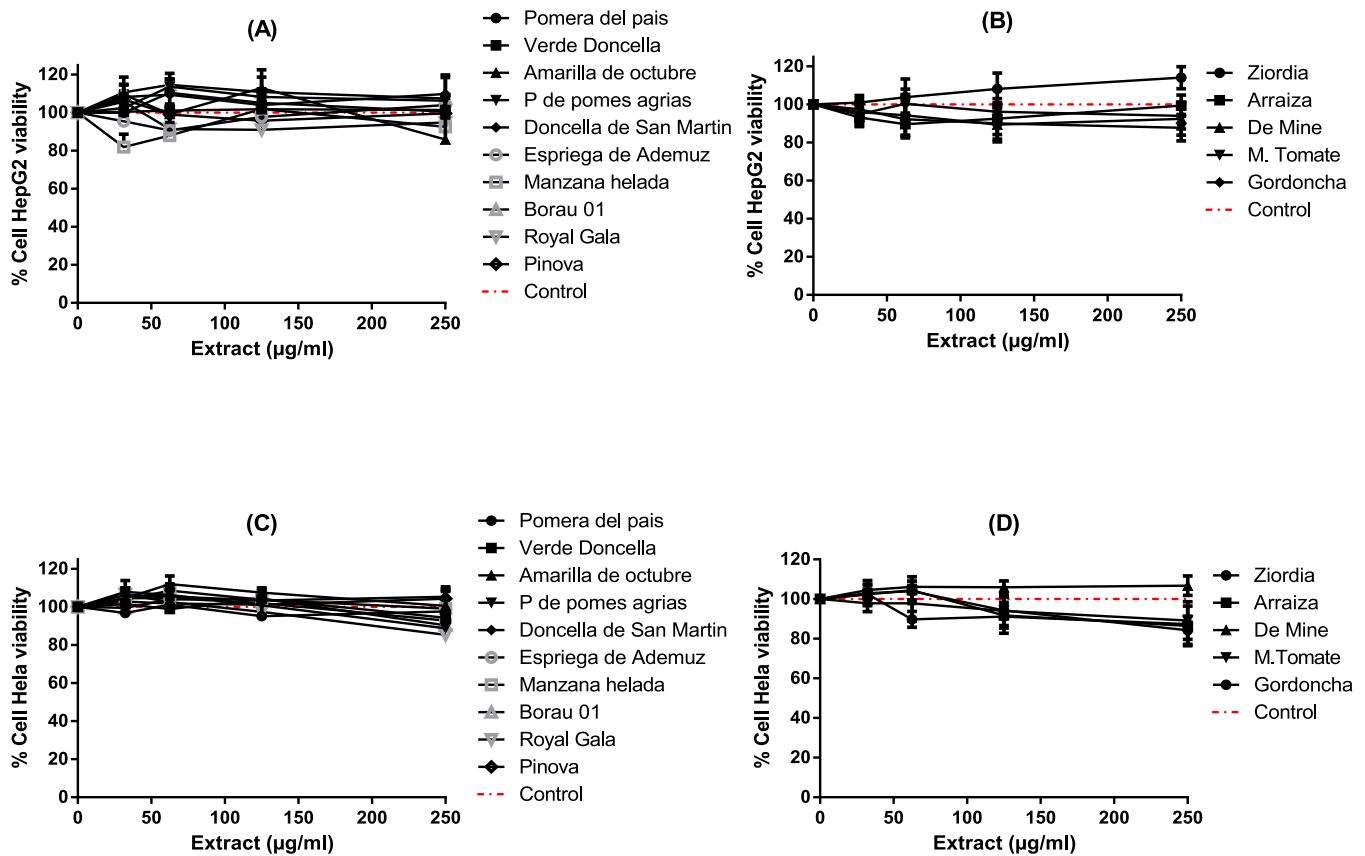 (A)
% Cell HepG2 viability
120
100
80
60
40
20
0
0 50 100 150 200 250
Extract (µg/ml)
Pomera del pais
Verde Doncella
Amarilla de octubre
P de pomes agrias
Doncella de San Martin
Espriega de Ademuz
Manzana helada
Borau 01
Royal Gala
Pinova
Control
(B)
% Cell HepG2 viability
120
100
80
60
40
20
0
0 50 100 150 200 250
Extract (µg/ml)
Ziordia
Arraiza
De Mine
M. Tomate
Gordoncha
Control
(C)
% Cell Hela viability
120
100
80
60
40
20
0
0 50 100 150 200 250
Extract (µg/ml)
Pomera del pais
Verde Doncella
Amarilla de octubre
P de pomes agrias
Doncella de San Martin
Espriega de Ademuz
Manzana helada
Borau 01
Royal Gala
Pinova
Control
(D)
% Cell Hela viability
120
100
80
60
40
20
0
0 50 100 150 200 250
Extract (µg/ml)
Ziordia
Arraiza
De Mine
M.Tomate
Gordoncha
Control